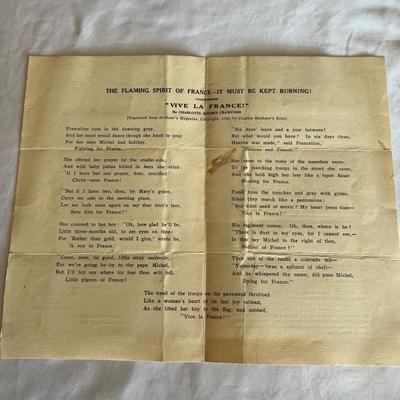 THE FLAMING SPIRIT OF FRANCE—IT MUST BE KEPT BURNING!
"VIVE LA FRANCE!"
By CHARLOTTE HOLMES CRAWFORD
(Reprinted from Scribner's Magazine, Copyright, 1916, by Charles Scribner's Sons)
Franceline rose in the dawning gray,
And her heart would dance though she knelt to pray
For her man Michel had holiday,
Fighting for France.
She offered her prayer by the cradle-side,
And with baby palms folded in hers she cried:
"If I have but one prayer, dear, crucified
Christ—save France!
"But if I have two, then, by Mary's grace,
Carry me safe to the meeting place,
Let me look once again on my dear love's face,
Save him for France!"
She crooned to her boy: "Oh, how glad he'll be,
Little three-months old, to set eyes on thee!
For 'Rather than gold, would I give,' wrote he,
'A son to France.'
"Come, now, be good, little stray sauterelle,
For we're going by-by to thy papa Michel,
But I'll not say where for fear thou wilt tell,
Little pigeon of France!
"Six days' leave and a year between!
But what would you have? In six days clean,
Heaven was made," said Franceline,
"Heaven and France."
She came to the town of the nameless name,
To the marching troops in the street she came,
And she held high her boy like a taper flame
Burning for France.
Fresh from the trenches and gray with grime,
Silent they march like a pantomime;
"But what need of music? My heart beats time—
Vive la France!"
His regiment comes. Oh, then, where is he?
"There is dust in my eyes, for I cannot see—
Is that my Michel to the right of thee,
Soldier of France?"
Then out of the ranks a comrade fell—
"Yesterday—'twas a splinter of shell—
And he whispered thy name, did poor Michel,
Dying for France."
The tread of the troops on the pavement throbbed
Like a woman's heart of its last joy robbed,
As she lifted her boy to the flag, and sobbed,
"Vive la France!"